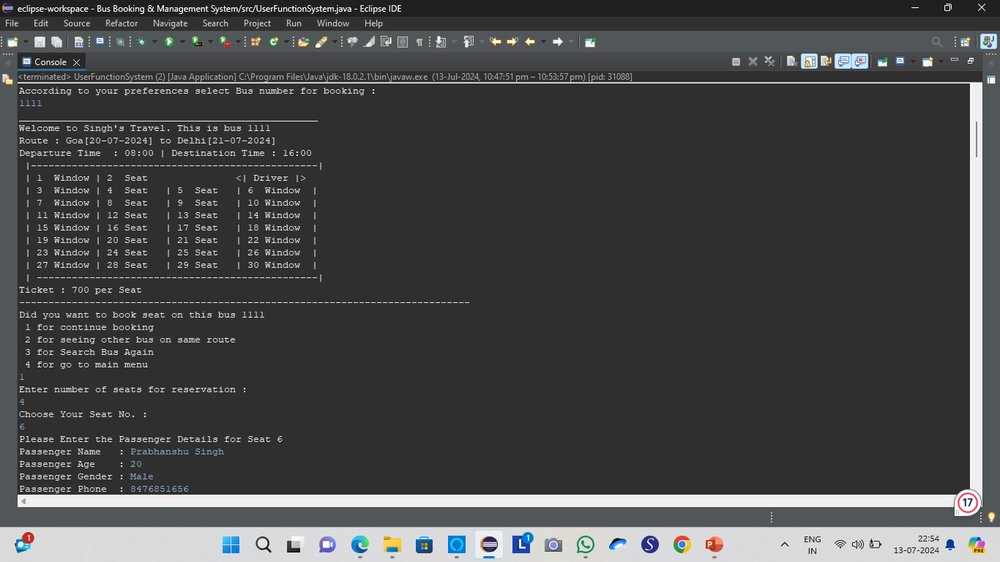 eclipse-workspace - Bus Booking & Management System/src/UserFunctionSystem.java - Eclipse IDE
File Edit Source Refactor Navigate Search Project Run Window Help
Console
<terminated> UserFunctionSystem (2) [Java Application] C:\Program Files\Java\jdk-18.0.2.1\bin\javaw.exe (13-Jul-2024, 10:47:51 pm – 10:53:57 pm) [pid: 31088]
According to your preferences select Bus number for booking :
1111
___________________________________________________
Welcome to Singh's Travel. This is bus 1111
Route : Goa[20-07-2024] to Delhi[21-07-2024]
Departure Time  : 08:00 | Destination Time : 16:00
|-------------------------------------------------|
| 1  Window | 2  Seat               <| Driver |>
| 3  Window | 4  Seat   | 5  Seat   | 6  Window  |
| 7  Window | 8  Seat   | 9  Seat   | 10 Window  |
| 11 Window | 12 Seat   | 13 Seat   | 14 Window  |
| 15 Window | 16 Seat   | 17 Seat   | 18 Window  |
| 19 Window | 20 Seat   | 21 Seat   | 22 Window  |
| 23 Window | 24 Seat   | 25 Seat   | 26 Window  |
| 27 Window | 28 Seat   | 29 Seat   | 30 Window  |
| ------------------------------------------------|
Ticket : 700 per Seat
-----------------------------------------------------------------------------
Did you want to book seat on this bus 1111
1 for continue booking
2 for seeing other bus on same route
3 for Search Bus Again
4 for go to main menu
1
Enter number of seats for reservation :
4
Choose Your Seat No. :
6
Please Enter the Passenger Details for Seat 6
Passenger Name   : Prabhanshu Singh
Passenger Age    : 20
Passenger Gender : Male
Passenger Phone  : 8476851656
17
1
L 1
S
P
ENG
IN
22:54
13-07-2024
PRE